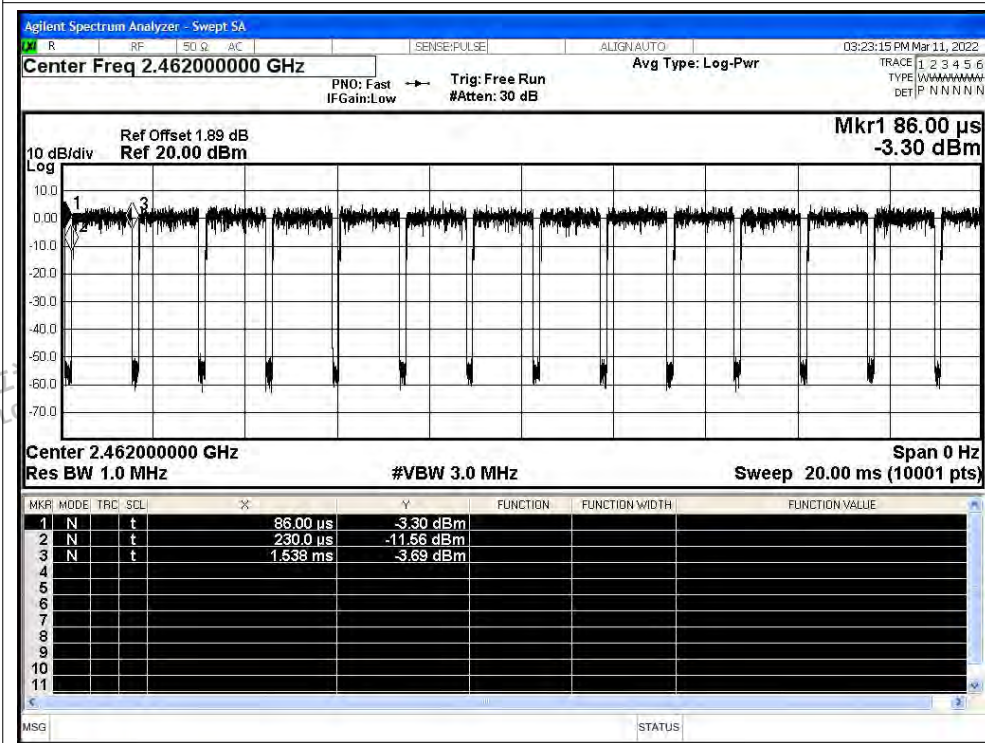 Agilent Spectrum Analyzer - Swept SA
R RF 50 Ω AC SENSE:PULSE ALIGN AUTO 03:23:15 PM Mar 11, 2022
Center Freq 2.462000000 GHz
PNO: Fast
IFGain:Low
Trig: Free Run
#Atten: 30 dB
Avg Type: Log-Pwr
TRACE 1 2 3 4 5 6
TYPE
DET P N N N N N
Mkr1 86.00 µs
-3.30 dBm
Ref Offset 1.89 dB
10 dB/div Ref 20.00 dBm
Log
10.0
0.00
-10.0
-20.0
-30.0
-40.0
-50.0
-60.0
-70.0
1
2
3
Center 2.462000000 GHz Span 0 Hz
Res BW 1.0 MHz #VBW 3.0 MHz Sweep 20.00 ms (10001 pts)
MKR MODE TRC SCL X Y FUNCTION FUNCTION WIDTH FUNCTION VALUE
1 N t 86.00 µs -3.30 dBm
2 N t 230.0 µs -11.56 dBm
3 N t 1.538 ms -3.69 dBm
4
5
6
7
8
9
10
11
MSG STATUS